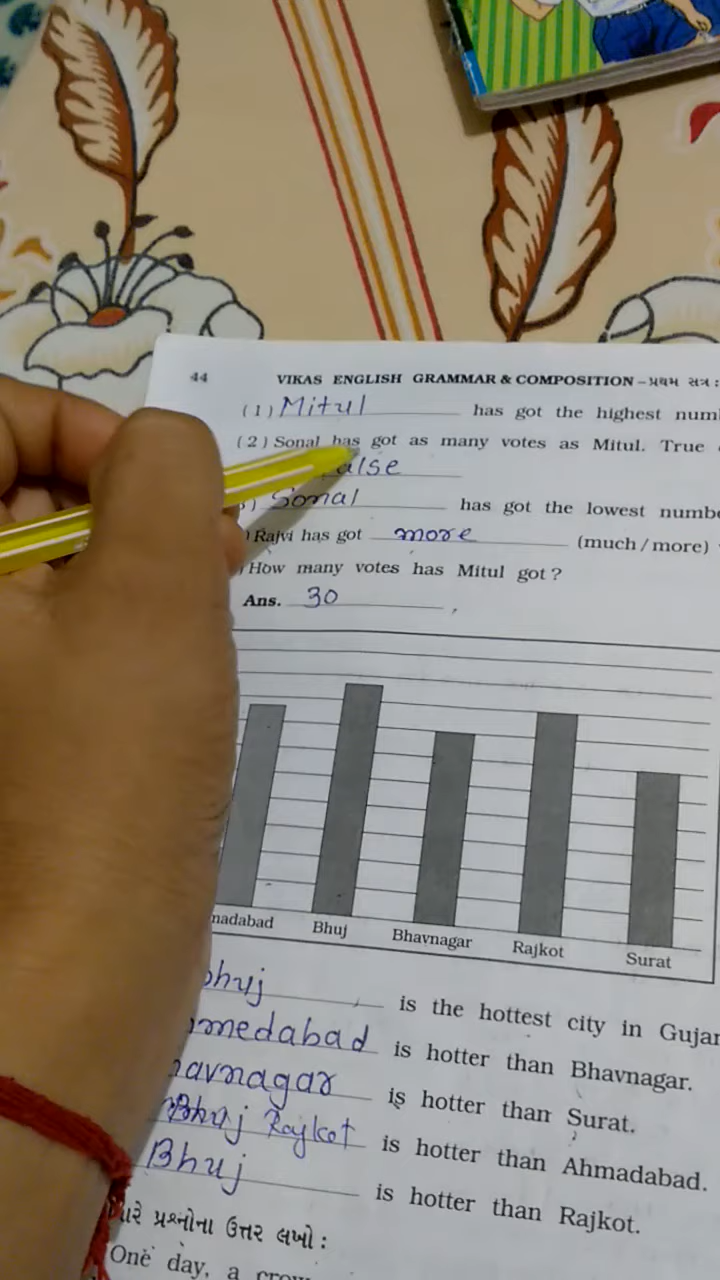 44 VIKAS ENGLISH GRAMMAR & COMPOSITION – પ્રથમ સત્ર :
(1) Mitul has got the highest num
(2) Sonal has got as many votes as Mitul. True
alse
) Sonal has got the lowest numbe
) Rajvi has got more (much / more)
How many votes has Mitul got ?
Ans. 30
madabad Bhuj Bhavnagar Rajkot Surat
bhuj is the hottest city in Gujar
medabad is hotter than Bhavnagar.
havnagar is hotter than Surat.
Rajkot is hotter than Ahmadabad.
Bhuj is hotter than Rajkot.
પ્રશ્નોના ઉત્તર લખો :
One day, a crow